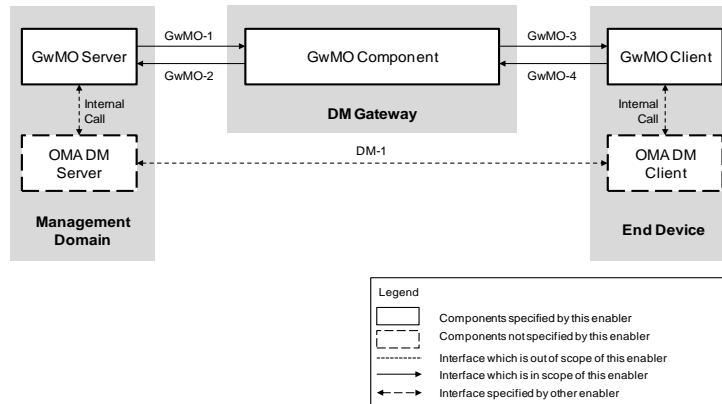 GwMO Server
GwMO-1
GwMO-2
GwMO Component
GwMO-3
GwMO-4
GwMO Client
Internal
Call
DM Gateway
Internal
Call
OMA DM
Server
DM-1
OMA DM
Client
Management
Domain
End Device
Legend
Components specified by this enabler
Components not specified by this enabler
Interface which is out of scope of this enabler
Interface which is in scope of this enabler
Interface specified by other enabler